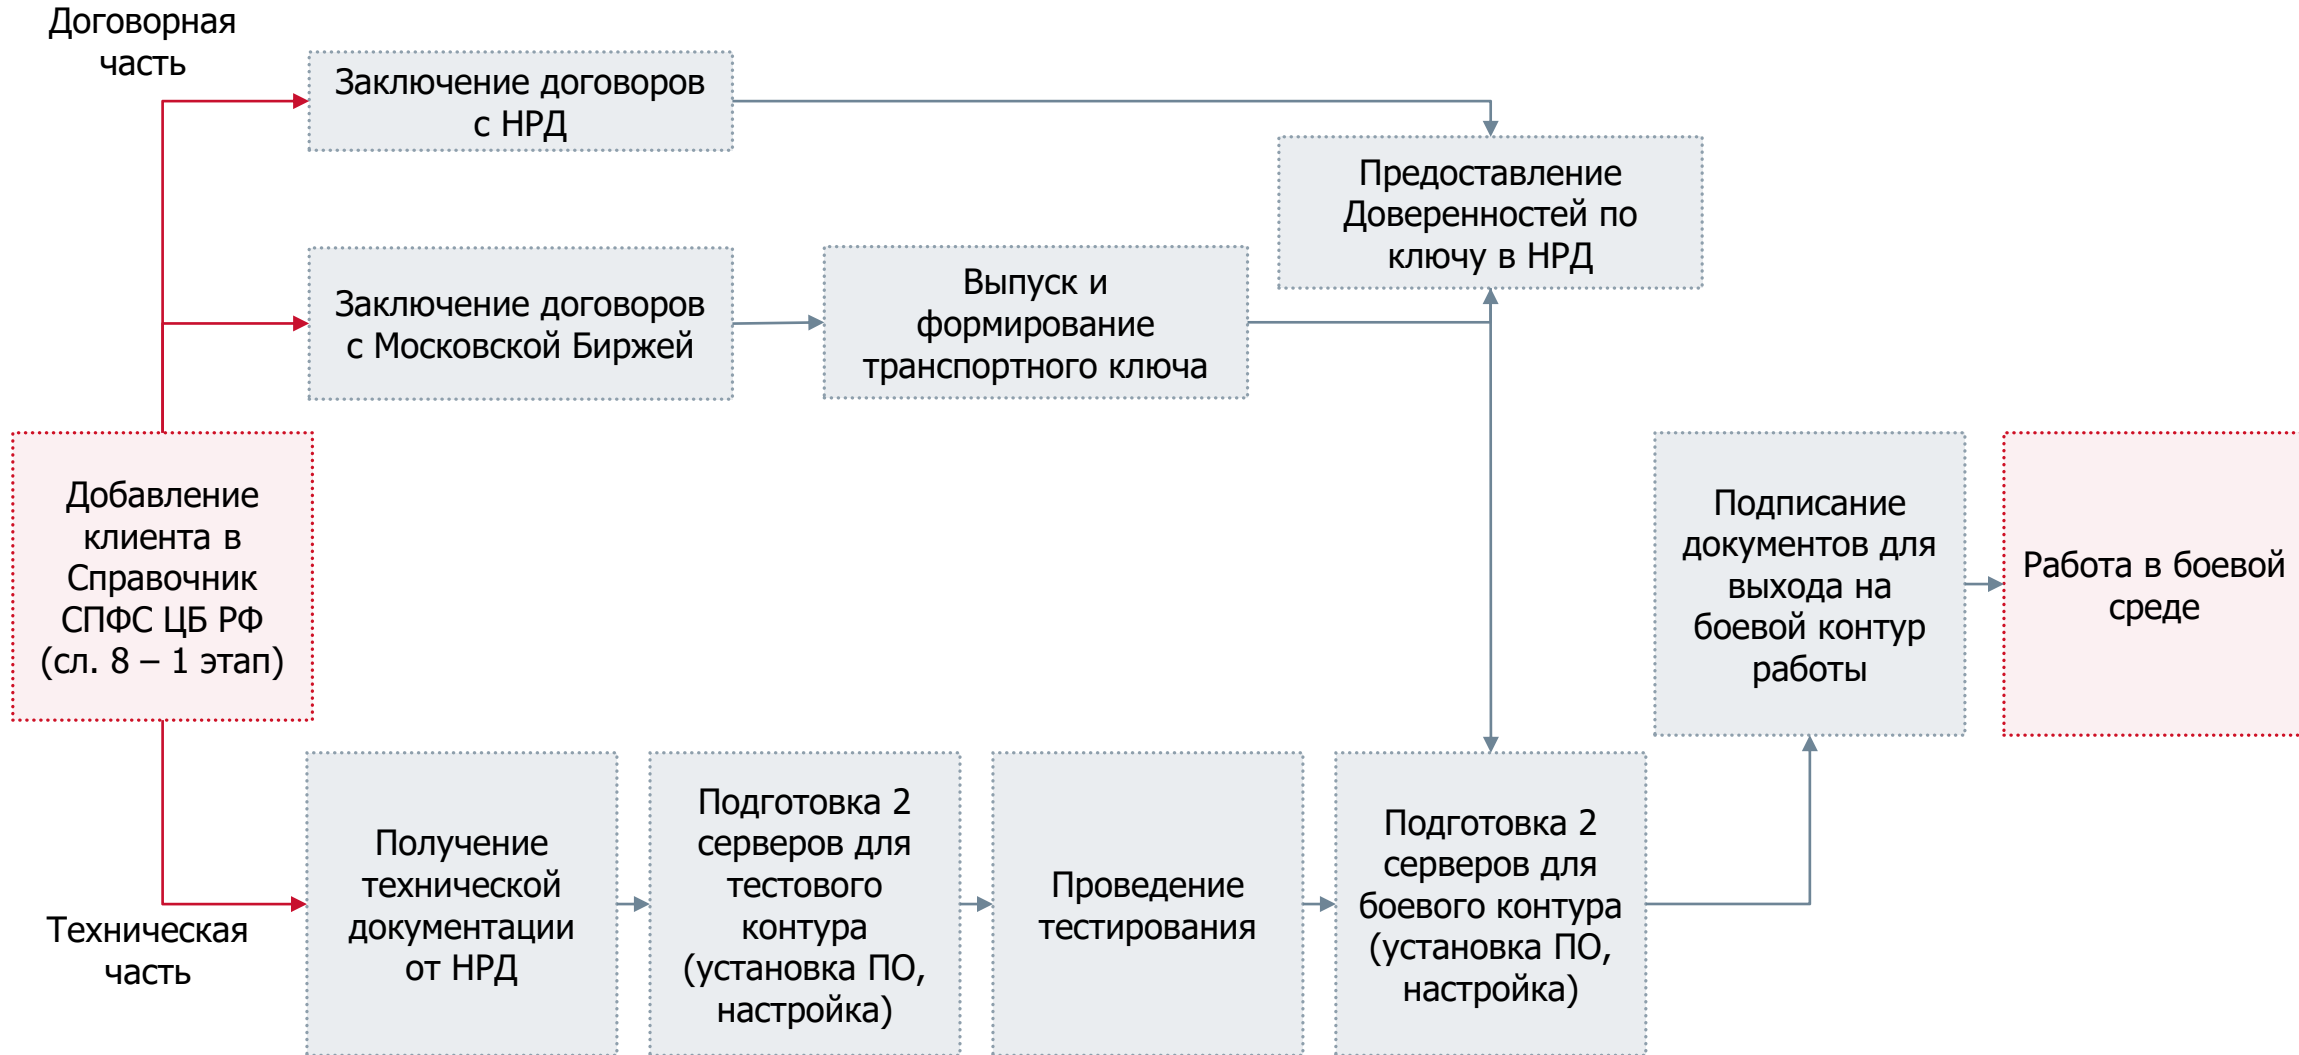 Договорная
часть
Заключение договоров
с НРД
Предоставление
Доверенностей по
ключу в НРД
Заключение договоров
с Московской Биржей
Выпуск и
формирование
транспортного ключа
Добавление
клиента в
Справочник
СПФС ЦБ РФ
(сл. 8 – 1 этап)
Подписание
документов для
выхода на
боевой контур
работы
Работа в боевой
среде
Техническая
часть
Получение
технической
документации
от НРД
Подготовка 2
серверов для
тестового
контура
(установка ПО,
настройка)
Проведение
тестирования
Подготовка 2
серверов для
боевого контура
(установка ПО,
настройка)